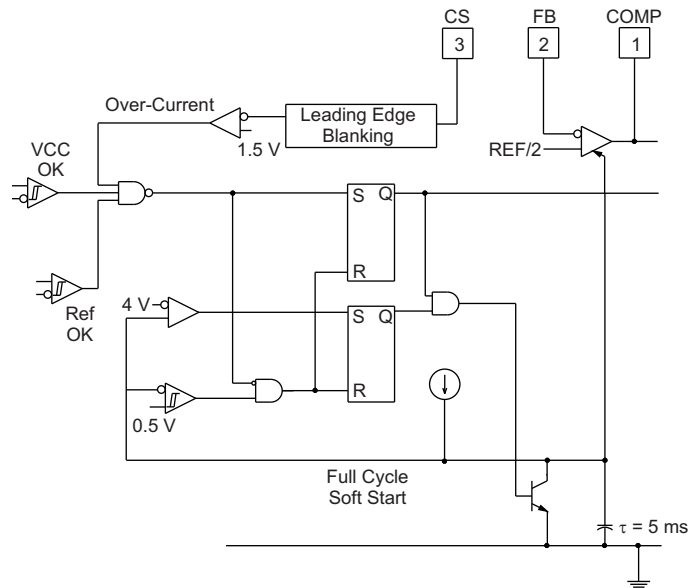 CS
FB
COMP
3
2
1
Over-Current
Leading Edge
Blanking
1.5 V
REF/2
VCC
OK
S
Q
R
Ref
OK
4 V
S
Q
R
0.5 V
Full Cycle
Soft Start
τ = 5 ms